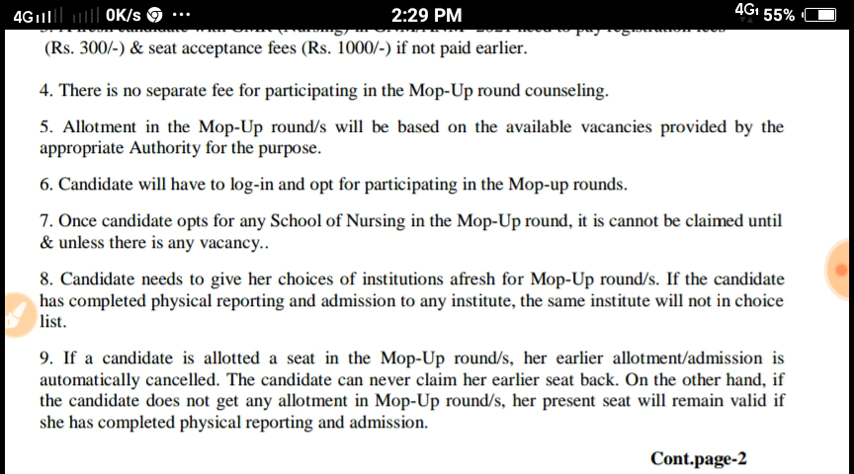 4G 0K/s ... 2:29 PM 4G 55%
(Rs. 300/-) & seat acceptance fees (Rs. 1000/-) if not paid earlier.
4. There is no separate fee for participating in the Mop-Up round counseling.
5. Allotment in the Mop-Up round/s will be based on the available vacancies provided by the
appropriate Authority for the purpose.
6. Candidate will have to log-in and opt for participating in the Mop-up rounds.
7. Once candidate opts for any School of Nursing in the Mop-Up round, it is cannot be claimed until
& unless there is any vacancy..
8. Candidate needs to give her choices of institutions afresh for Mop-Up round/s. If the candidate
has completed physical reporting and admission to any institute, the same institute will not in choice
list.
9. If a candidate is allotted a seat in the Mop-Up round/s, her earlier allotment/admission is
automatically cancelled. The candidate can never claim her earlier seat back. On the other hand, if
the candidate does not get any allotment in Mop-Up round/s, her present seat will remain valid if
she has completed physical reporting and admission.
Cont.page-2